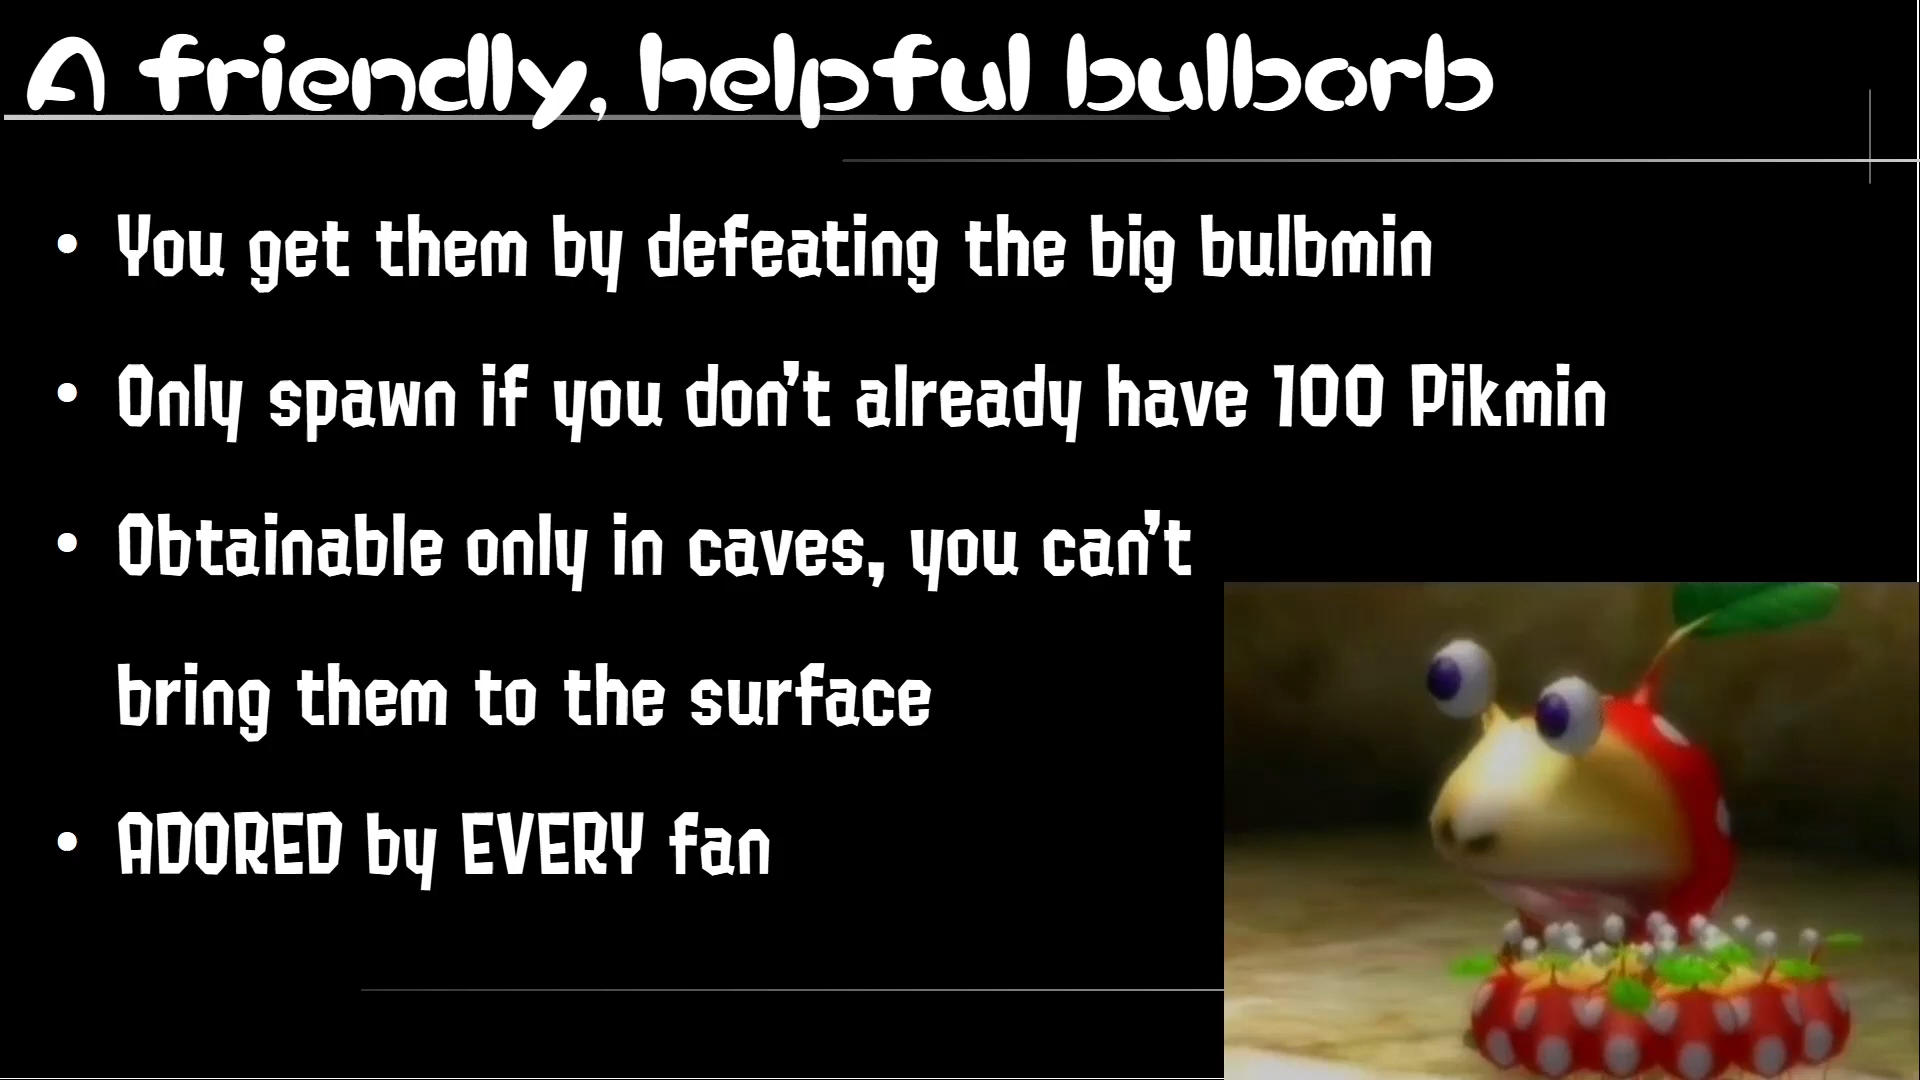 A friendly, helpful bulborb
• You get them by defeating the big bulbmin
• Only spawn if you don't already have 100 Pikmin
• Obtainable only in caves, you can't
bring them to the surface
• ADORED by EVERY fan